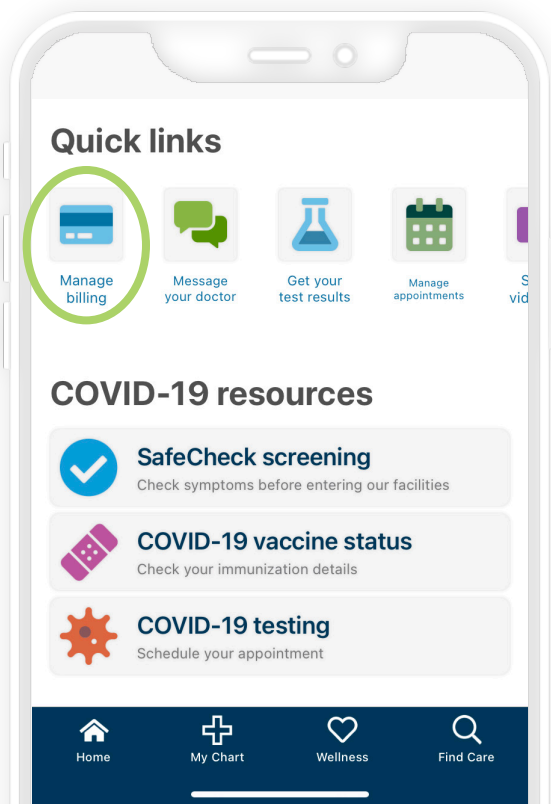 Quick links
Manage
billing
Message
your doctor
Get your
test results
Manage
appointments
S
vid
COVID-19 resources
SafeCheck screening
Check symptoms before entering our facilities
COVID-19 vaccine status
Check your immunization details
COVID-19 testing
Schedule your appointment
Home
My Chart
Wellness
Find Care